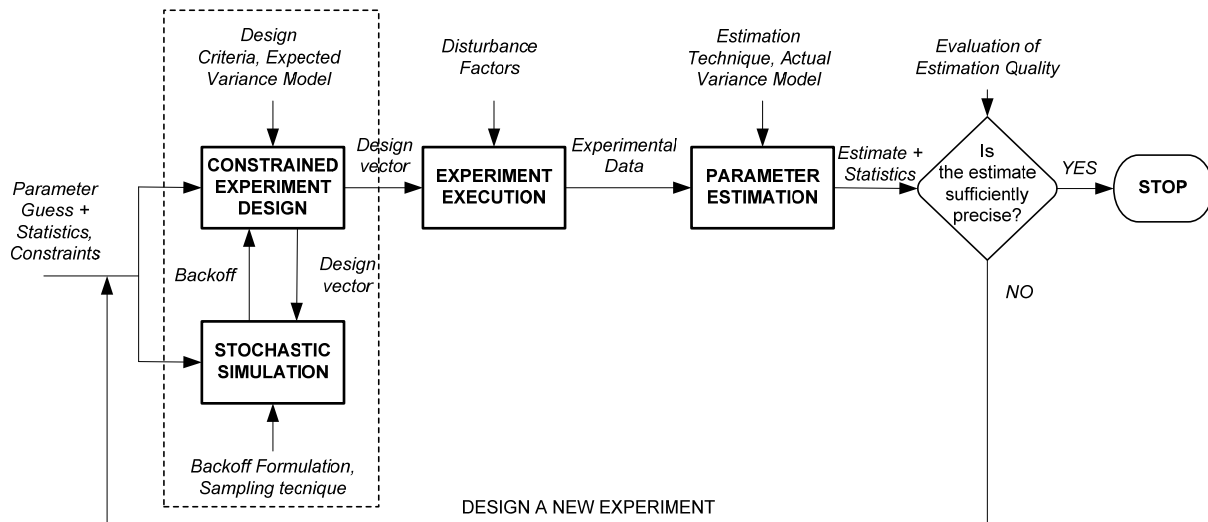 Design
Criteria, Expected
Variance Model
Disturbance
Factors
Estimation
Technique, Actual
Variance Model
Evaluation of
Estimation Quality
Parameter
Guess +
Statistics,
Constraints
CONSTRAINED
EXPERIMENT
DESIGN
Design
vector
EXPERIMENT
EXECUTION
Experimental
Data
PARAMETER
ESTIMATION
Estimate +
Statistics
Is
the estimate
sufficiently
precise?
YES
STOP
Backoff
Design
vector
NO
STOCHASTIC
SIMULATION
Backoff Formulation,
Sampling tecnique
DESIGN A NEW EXPERIMENT